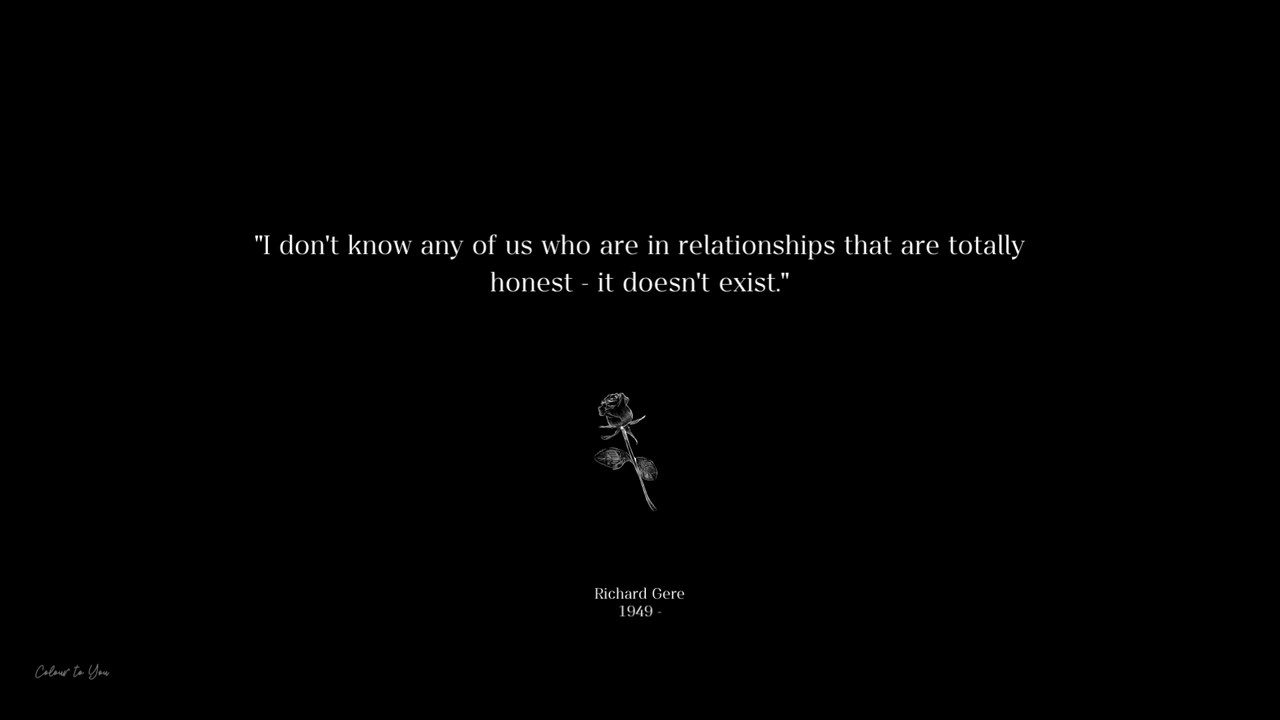 "I don't know any of us who are in relationships that are totally
honest - it doesn't exist."
Richard Gere
1949 -
Colour to You